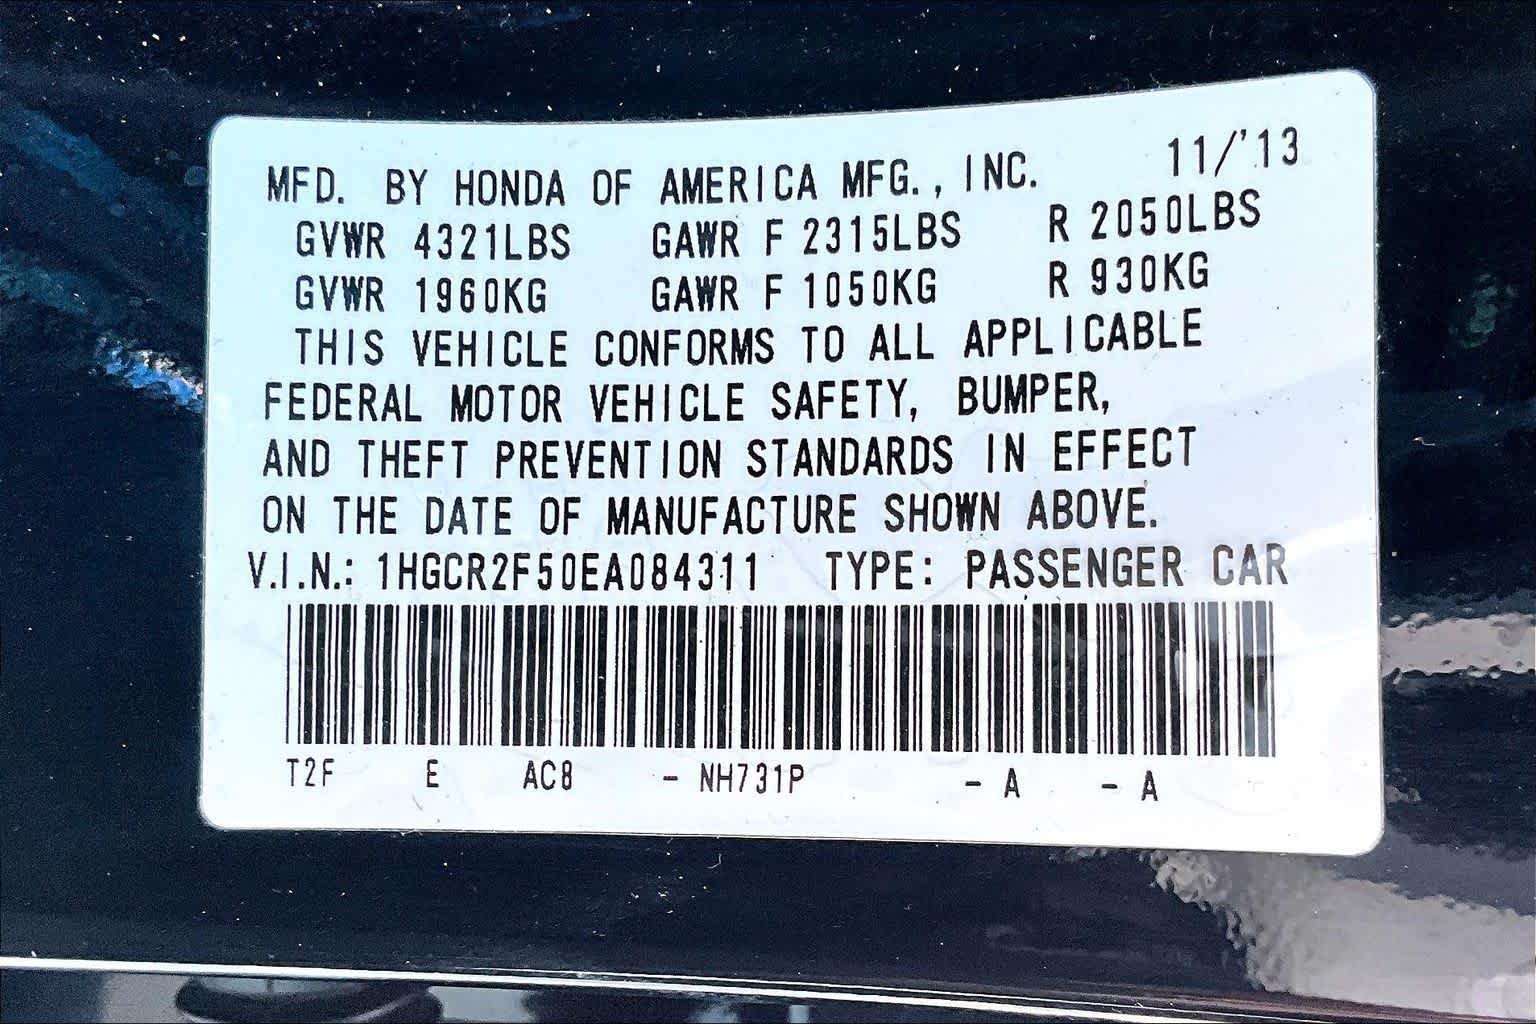 MFD. BY HONDA OF AMERICA MFG., INC. 11/'13
GVWR 4321LBS GAWR F 2315LBS R 2050LBS
GVWR 1960KG GAWR F 1050KG R 930KG
THIS VEHICLE CONFORMS TO ALL APPLICABLE
FEDERAL MOTOR VEHICLE SAFETY, BUMPER,
AND THEFT PREVENTION STANDARDS IN EFFECT
ON THE DATE OF MANUFACTURE SHOWN ABOVE.
V.I.N.: 1HGCR2F50EA084311 TYPE: PASSENGER CAR
T2F E AC8 - NH731P - A - A